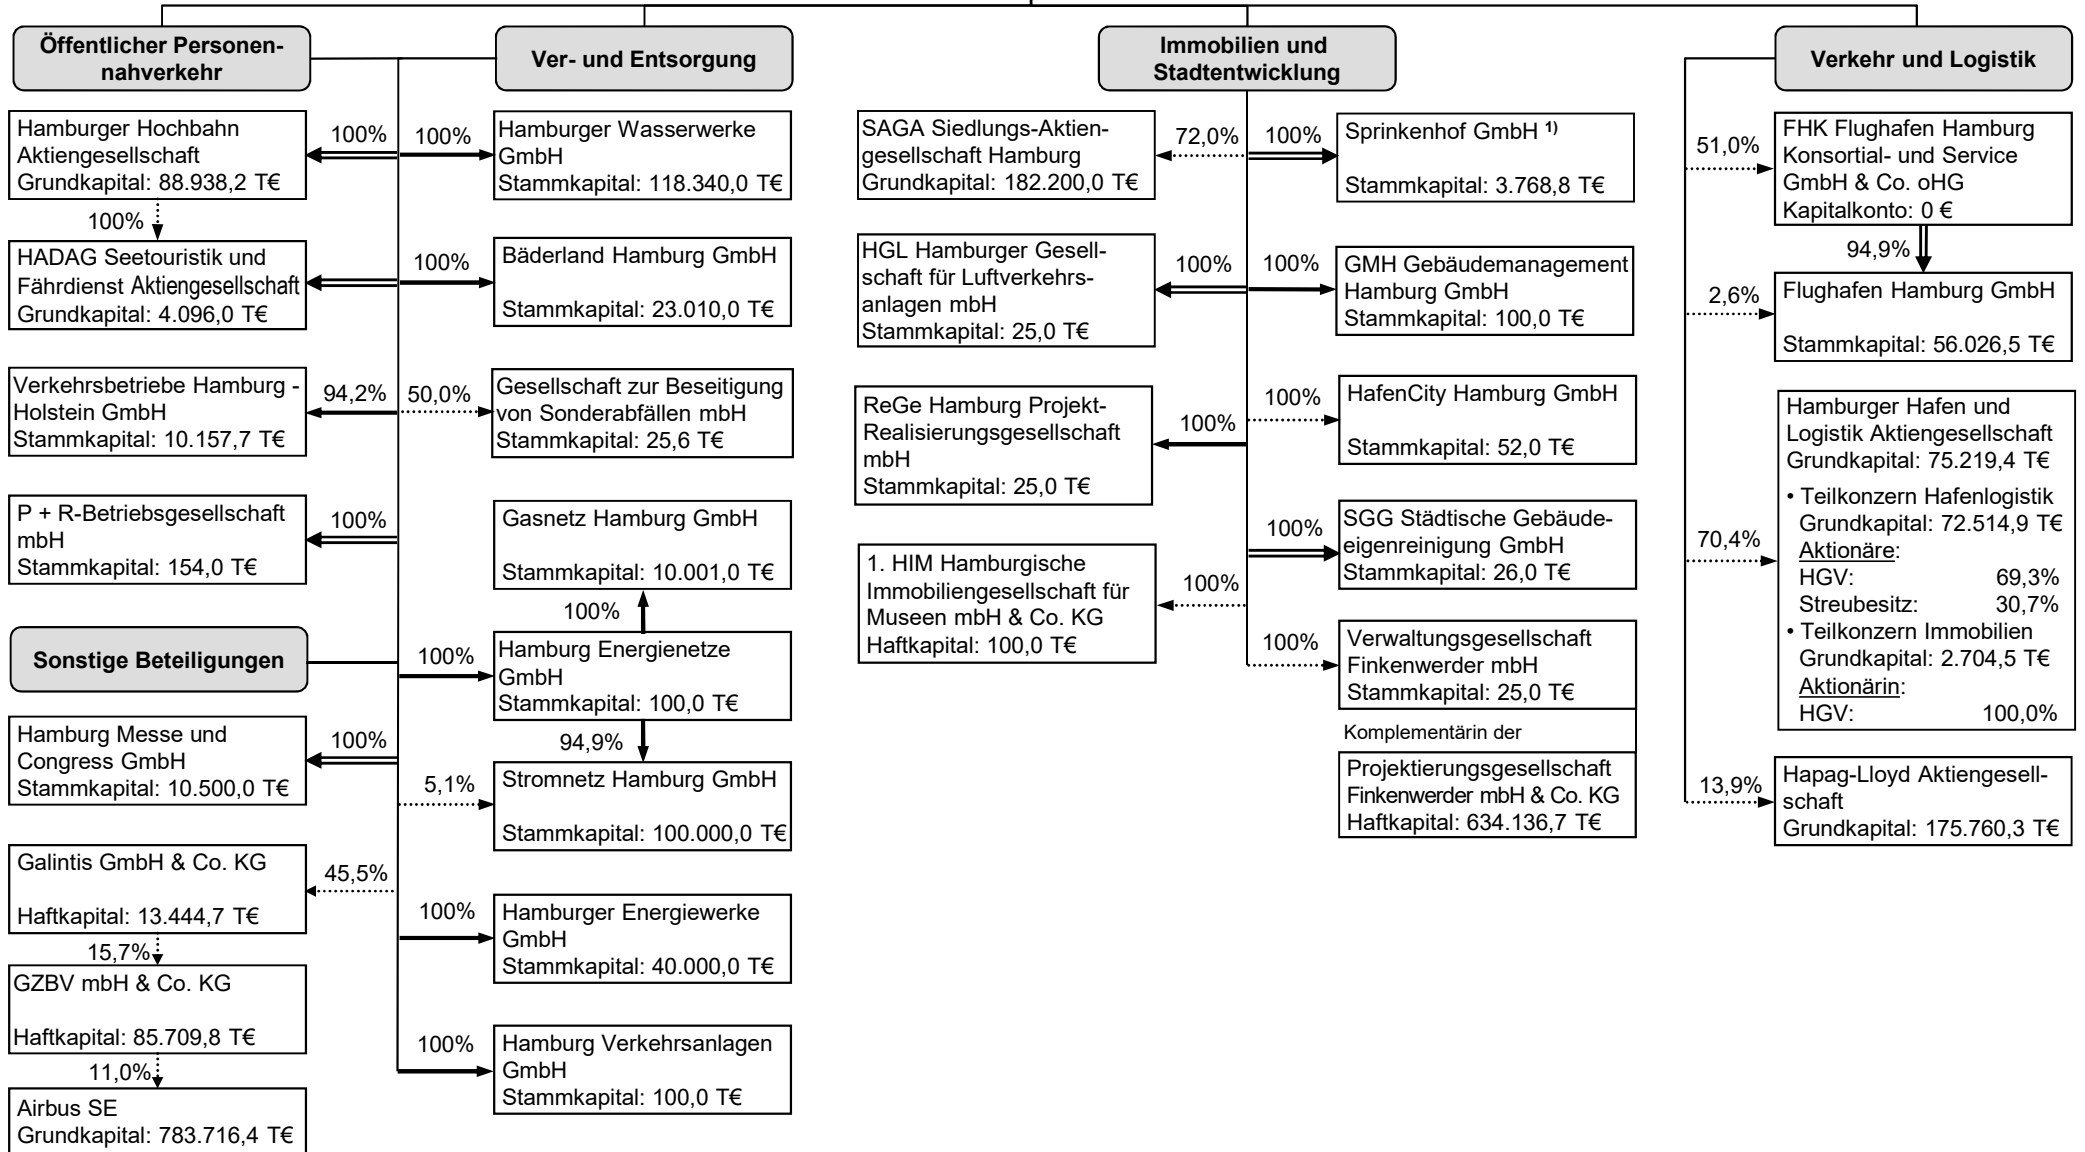 Öffentlicher Personen-
nahverkehr
Hamburger Hochbahn
Aktiengesellschaft
Grundkapital: 88.938,2 T€
100%
100%
HADAG Seetouristik und
Fährdienst Aktiengesellschaft
Grundkapital: 4.096,0 T€
Verkehrsbetriebe Hamburg -
Holstein GmbH
Stammkapital: 10.157,7 T€
94,2%
P + R-Betriebsgesellschaft
mbH
Stammkapital: 154,0 T€
100%
Sonstige Beteiligungen
Hamburg Messe und
Congress GmbH
Stammkapital: 10.500,0 T€
100%
Galintis GmbH & Co. KG
Haftkapital: 13.444,7 T€
45,5%
15,7%
GZBV mbH & Co. KG
Haftkapital: 85.709,8 T€
11,0%
Airbus SE
Grundkapital: 783.716,4 T€
Ver- und Entsorgung
100%
Hamburger Wasserwerke
GmbH
Stammkapital: 118.340,0 T€
100%
Bäderland Hamburg GmbH
Stammkapital: 23.010,0 T€
50,0%
Gesellschaft zur Beseitigung
von Sonderabfällen mbH
Stammkapital: 25,6 T€
Gasnetz Hamburg GmbH
Stammkapital: 10.001,0 T€
100%
100%
Hamburg Energienetze
GmbH
Stammkapital: 100,0 T€
94,9%
5,1%
Stromnetz Hamburg GmbH
Stammkapital: 100.000,0 T€
100%
Hamburger Energiewerke
GmbH
Stammkapital: 40.000,0 T€
100%
Hamburg Verkehrsanlagen
GmbH
Stammkapital: 100,0 T€
Immobilien und
Stadtentwicklung
SAGA Siedlungs-Aktien-
gesellschaft Hamburg
Grundkapital: 182.200,0 T€
72,0%
HGL Hamburger Gesell-
schaft für Luftverkehrs-
anlagen mbH
Stammkapital: 25,0 T€
100%
ReGe Hamburg Projekt-
Realisierungsgesellschaft
mbH
Stammkapital: 25,0 T€
100%
1. HIM Hamburgische
Immobiliengesellschaft für
Museen mbH & Co. KG
Haftkapital: 100,0 T€
100%
100%
Sprinkenhof GmbH 1)
Stammkapital: 3.768,8 T€
100%
GMH Gebäudemanagement
Hamburg GmbH
Stammkapital: 100,0 T€
100%
HafenCity Hamburg GmbH
Stammkapital: 52,0 T€
100%
SGG Städtische Gebäude-
eigenreinigung GmbH
Stammkapital: 26,0 T€
100%
Verwaltungsgesellschaft
Finkenwerder mbH
Stammkapital: 25,0 T€
Komplementärin der
Projektierungsgesellschaft
Finkenwerder mbH & Co. KG
Haftkapital: 634.136,7 T€
Verkehr und Logistik
51,0%
FHK Flughafen Hamburg
Konsortial- und Service
GmbH & Co. oHG
Kapitalkonto: 0 €
94,9%
2,6%
Flughafen Hamburg GmbH
Stammkapital: 56.026,5 T€
70,4%
Hamburger Hafen und
Logistik Aktiengesellschaft
Grundkapital: 75.219,4 T€
• Teilkonzern Hafenlogistik
Grundkapital: 72.514,9 T€
Aktionäre:
HGV: 69,3%
Streubesitz: 30,7%
• Teilkonzern Immobilien
Grundkapital: 2.704,5 T€
Aktionärin:
HGV: 100,0%
13,9%
Hapag-Lloyd Aktiengesell-
schaft
Grundkapital: 175.760,3 T€